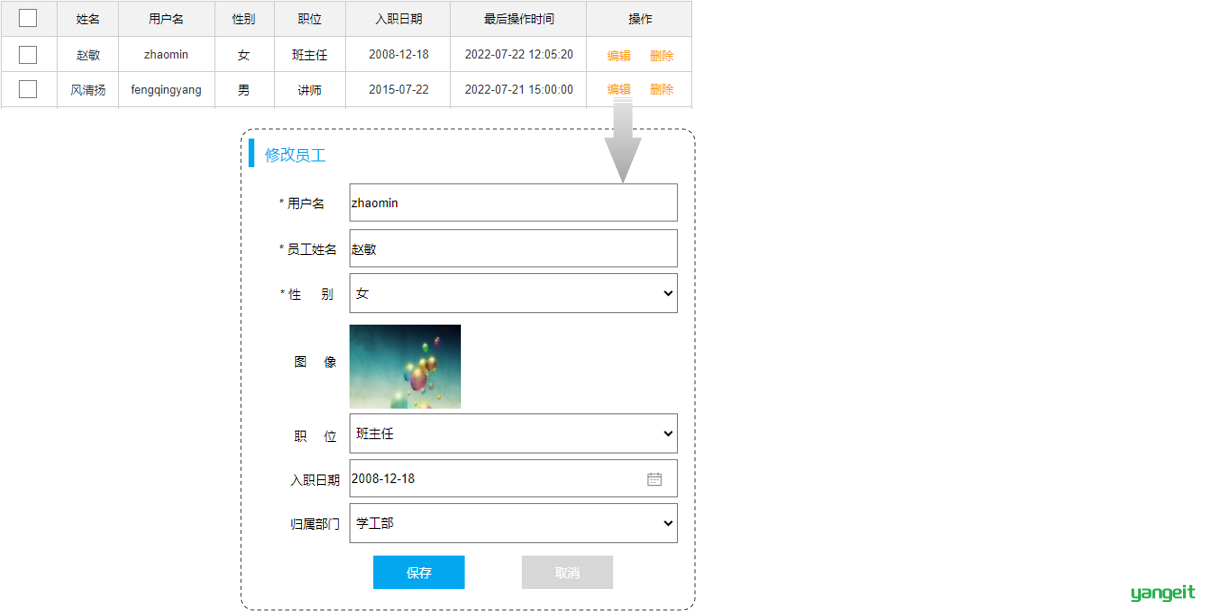 姓名 用户名 性别 职位 入职日期 最后操作时间 操作
赵敏 zhaomin 女 班主任 2008-12-18 2022-07-22 12:05:20 编辑 删除
风清扬 fengqingyang 男 讲师 2015-07-22 2022-07-21 15:00:00 编辑 删除
修改员工
* 用户名 zhaomin
* 员工姓名 赵敏
* 性 别 女
图 像
职 位 班主任
入职日期 2008-12-18
归属部门 学工部
保存 取消
yangeit